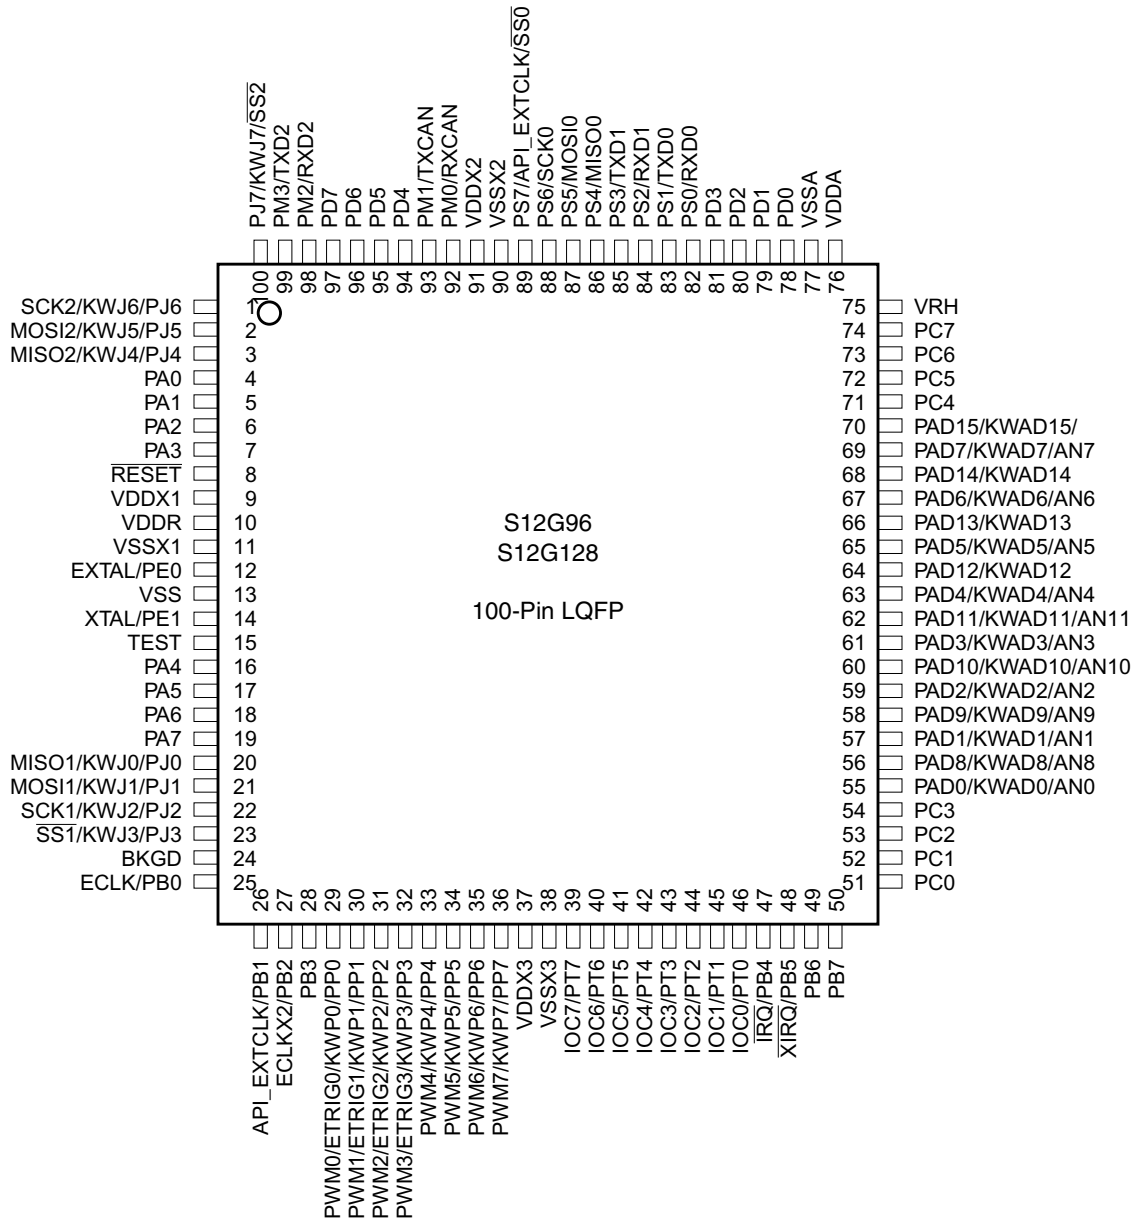 PJ7/KWJ7/SS2
PM3/TXD2
PM2/RXD2
PD7
PD6
PD5
PD4
PM1/TXCAN
PM0/RXCAN
VDDX2
VSSX2
PS7/API_EXTCLK/SS0
PS6/SCK0
PS5/MOSI0
PS4/MISO0
PS3/TXD1
PS2/RXD1
PS1/TXD0
PS0/RXD0
PD3
PD2
PD1
PD0
VSSA
VDDA
100
99
98
97
96
95
94
93
92
91
90
89
88
87
86
85
84
83
82
81
80
79
78
77
76
SCK2/KWJ6/PJ6 1
MOSI2/KWJ5/PJ5 2
MISO2/KWJ4/PJ4 3
PA0 4
PA1 5
PA2 6
PA3 7
RESET 8
VDDX1 9
VDDR 10
VSSX1 11
EXTAL/PE0 12
VSS 13
XTAL/PE1 14
TEST 15
PA4 16
PA5 17
PA6 18
PA7 19
MISO1/KWJ0/PJ0 20
MOSI1/KWJ1/PJ1 21
SCK1/KWJ2/PJ2 22
SS1/KWJ3/PJ3 23
BKGD 24
ECLK/PB0 25
S12G96
S12G128
100-Pin LQFP
75 VRH
74 PC7
73 PC6
72 PC5
71 PC4
70 PAD15/KWAD15/
69 PAD7/KWAD7/AN7
68 PAD14/KWAD14
67 PAD6/KWAD6/AN6
66 PAD13/KWAD13
65 PAD5/KWAD5/AN5
64 PAD12/KWAD12
63 PAD4/KWAD4/AN4
62 PAD11/KWAD11/AN11
61 PAD3/KWAD3/AN3
60 PAD10/KWAD10/AN10
59 PAD2/KWAD2/AN2
58 PAD9/KWAD9/AN9
57 PAD1/KWAD1/AN1
56 PAD8/KWAD8/AN8
55 PAD0/KWAD0/AN0
54 PC3
53 PC2
52 PC1
51 PC0
26
27
28
29
30
31
32
33
34
35
36
37
38
39
40
41
42
43
44
45
46
47
48
49
50
API_EXTCLK/PB1
ECLKX2/PB2
PB3
PWM0/ETRIG0/KWP0/PP0
PWM1/ETRIG1/KWP1/PP1
PWM2/ETRIG2/KWP2/PP2
PWM3/ETRIG3/KWP3/PP3
PWM4/KWP4/PP4
PWM5/KWP5/PP5
PWM6/KWP6/PP6
PWM7/KWP7/PP7
VDDX3
VSSX3
IOC7/PT7
IOC6/PT6
IOC5/PT5
IOC4/PT4
IOC3/PT3
IOC2/PT2
IOC1/PT1
IOC0/PT0
IRQ/PB4
XIRQ/PB5
PB6
PB7